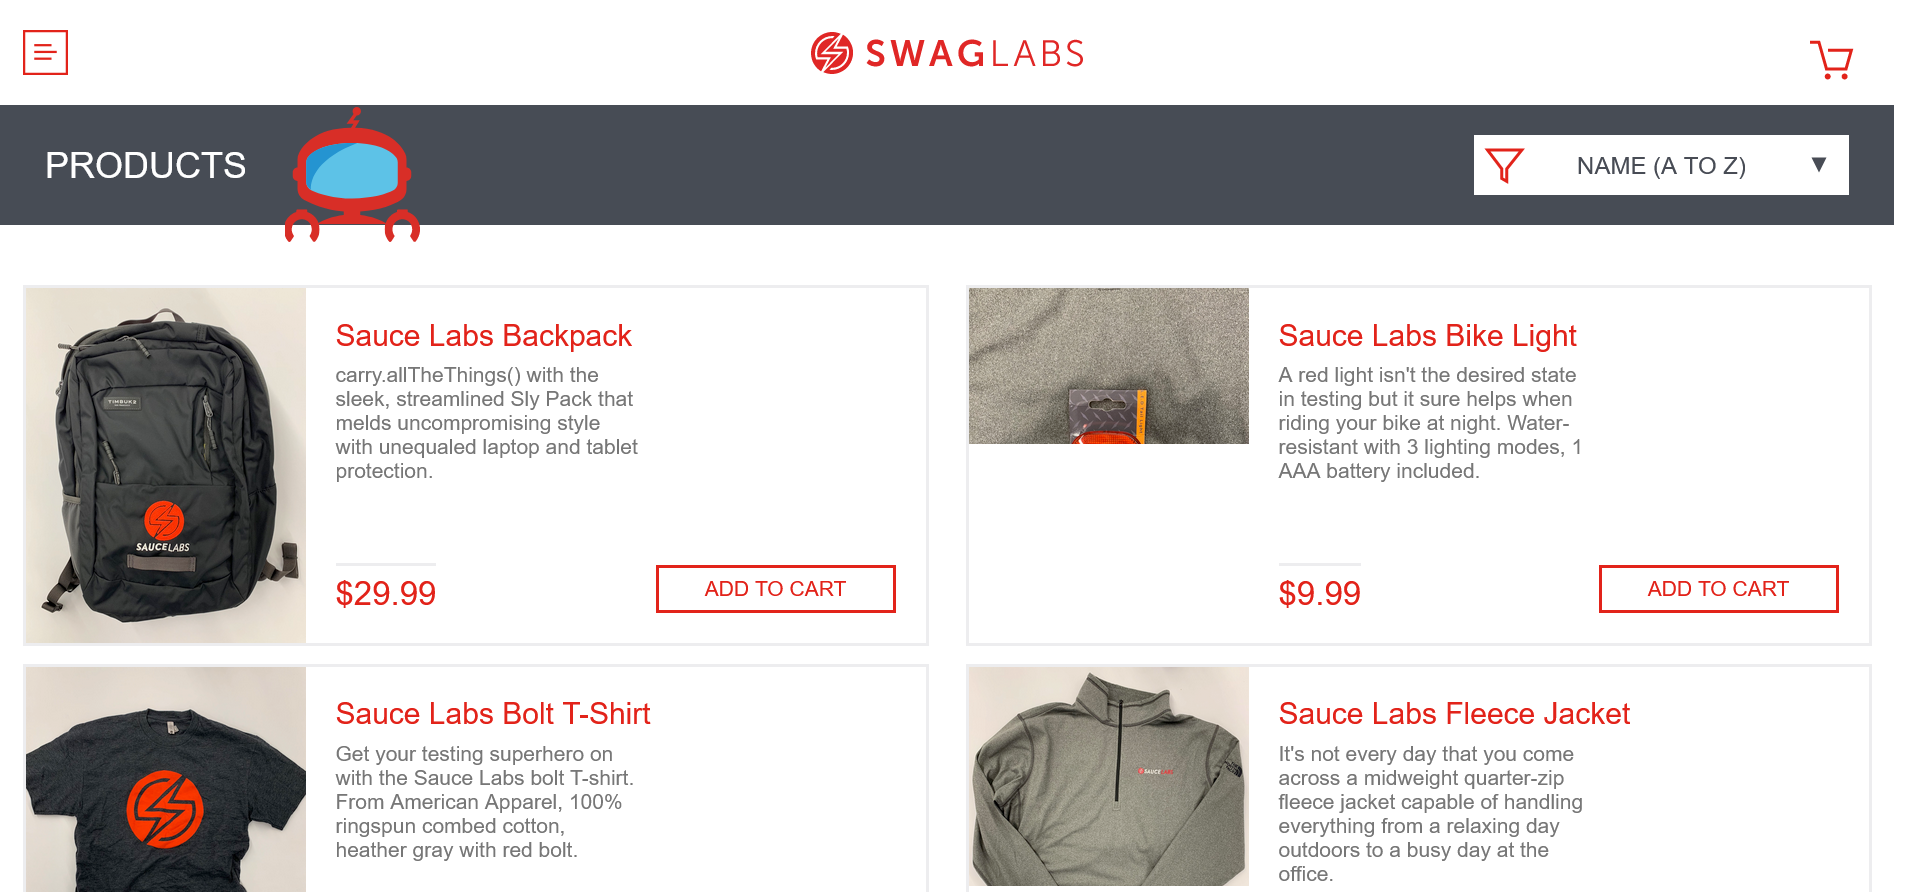 SWAGLABS
PRODUCTS
NAME (A TO Z)
TIMBUK2
SAUCELABS
Sauce Labs Backpack
carry.allTheThings() with the
sleek, streamlined Sly Pack that
melds uncompromising style
with unequaled laptop and tablet
protection.
$29.99
ADD TO CART
Sauce Labs Bike Light
A red light isn't the desired state
in testing but it sure helps when
riding your bike at night. Water-
resistant with 3 lighting modes, 1
AAA battery included.
$9.99
ADD TO CART
Sauce Labs Bolt T-Shirt
Get your testing superhero on
with the Sauce Labs bolt T-shirt.
From American Apparel, 100%
ringspun combed cotton,
heather gray with red bolt.
SAUCELABS
Sauce Labs Fleece Jacket
It's not every day that you come
across a midweight quarter-zip
fleece jacket capable of handling
everything from a relaxing day
outdoors to a busy day at the
office.